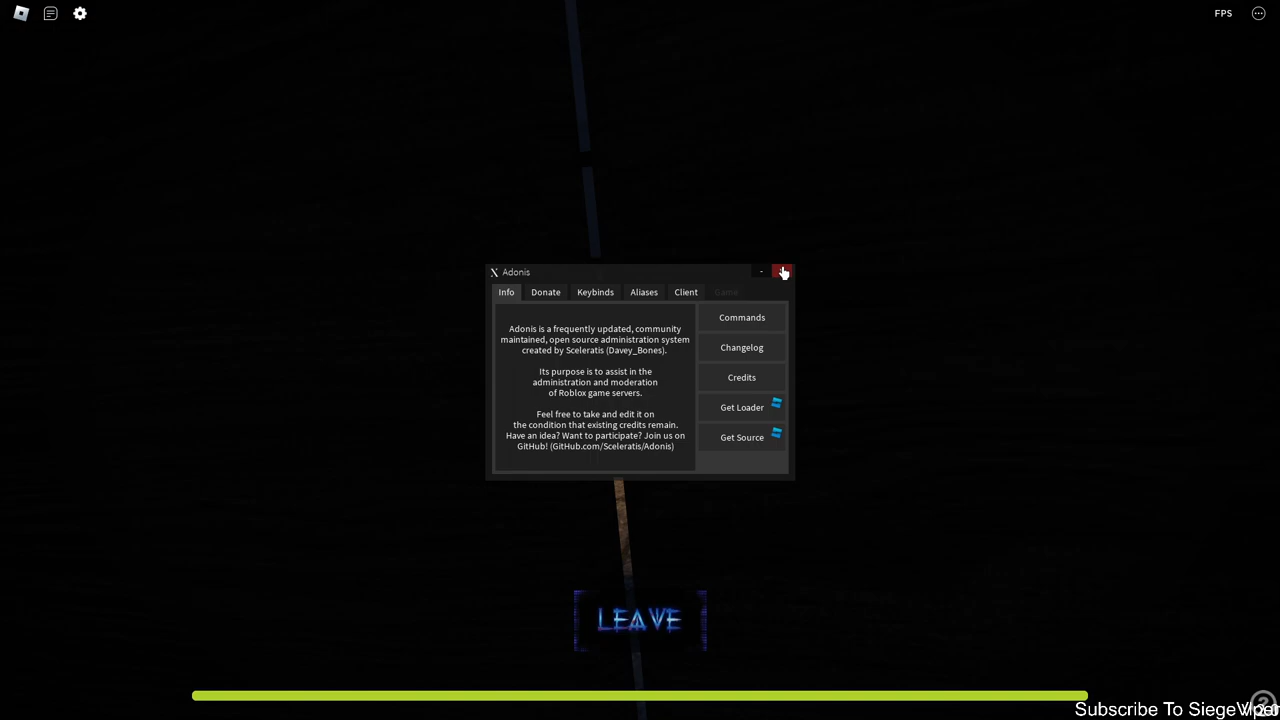 FPS
Adonis
-
Info Donate Keybinds Aliases Client Game
Adonis is a frequently updated, community
maintained, open source administration system
created by Sceleratis (Davey_Bones).
Its purpose is to assist in the
administration and moderation
of Roblox game servers.
Feel free to take and edit it on
the condition that existing credits remain.
Have an idea? Want to participate? Join us on
GitHub! (GitHub.com/Sceleratis/Adonis)
Commands
Changelog
Credits
Get Loader
Get Source
LEAVE
?
Subscribe To SiegeViper